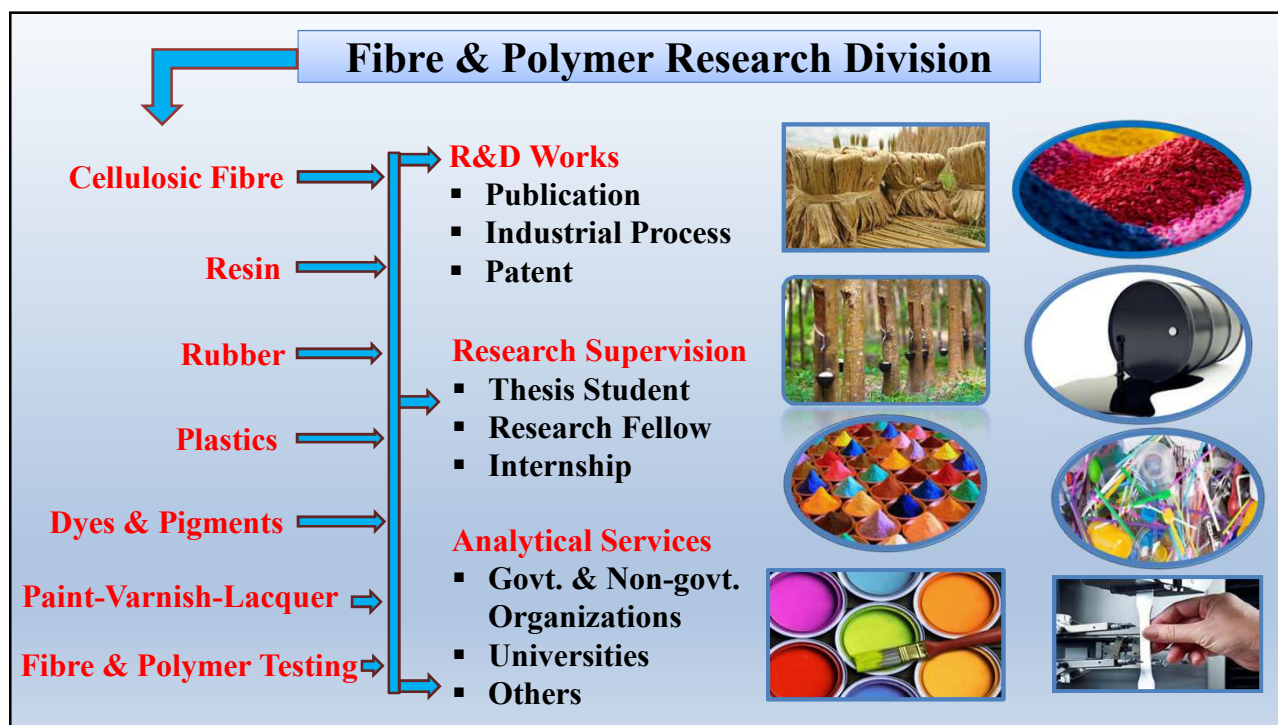 Fibre & Polymer Research Division
Cellulosic Fibre
Resin
Rubber
Plastics
Dyes & Pigments
Paint-Varnish-Lacquer
Fibre & Polymer Testing
R&D Works
▪ Publication
▪ Industrial Process
▪ Patent
Research Supervision
▪ Thesis Student
▪ Research Fellow
▪ Internship
Analytical Services
▪ Govt. & Non-govt.
Organizations
▪ Universities
▪ Others